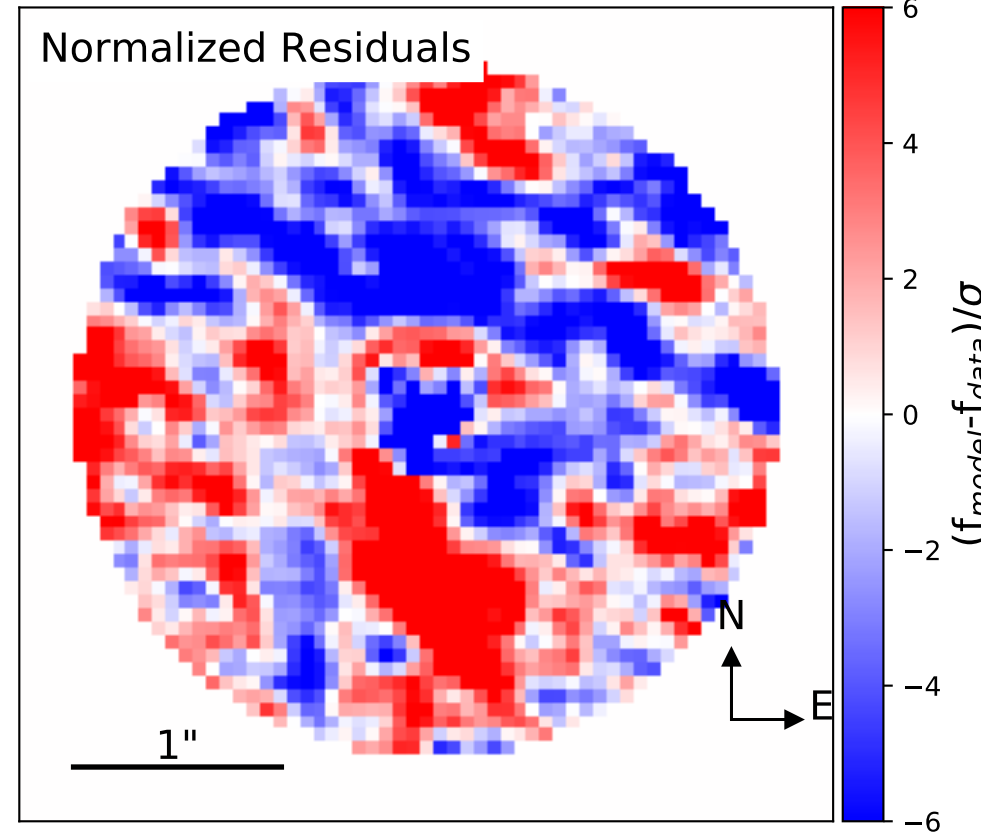 Normalized Residuals
6
4
2
0
−2
−4
−6
(f_model-f_data)/σ
N
E
1"